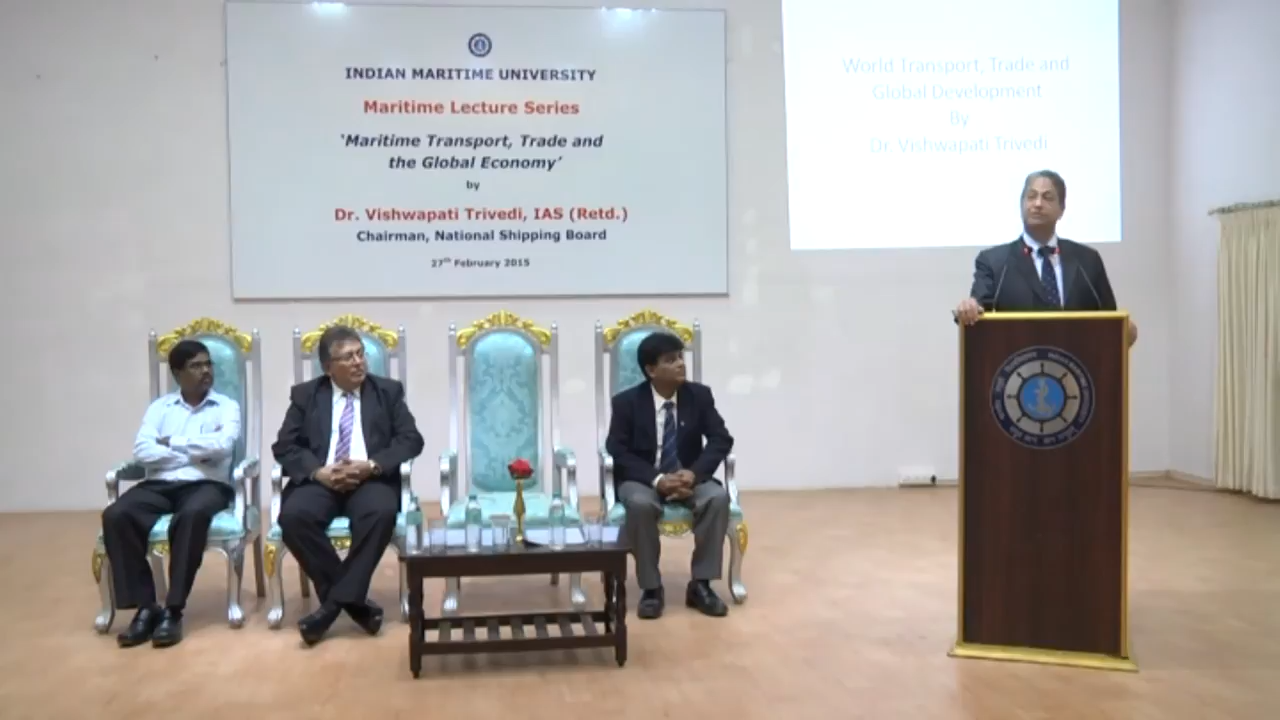 INDIAN MARITIME UNIVERSITY
Maritime Lecture Series
‘Maritime Transport, Trade and
the Global Economy’
by
Dr. Vishwapati Trivedi, IAS (Retd.)
Chairman, National Shipping Board
27th February 2015
World Transport, Trade and
Global Development
By
Dr. Vishwapati Trivedi